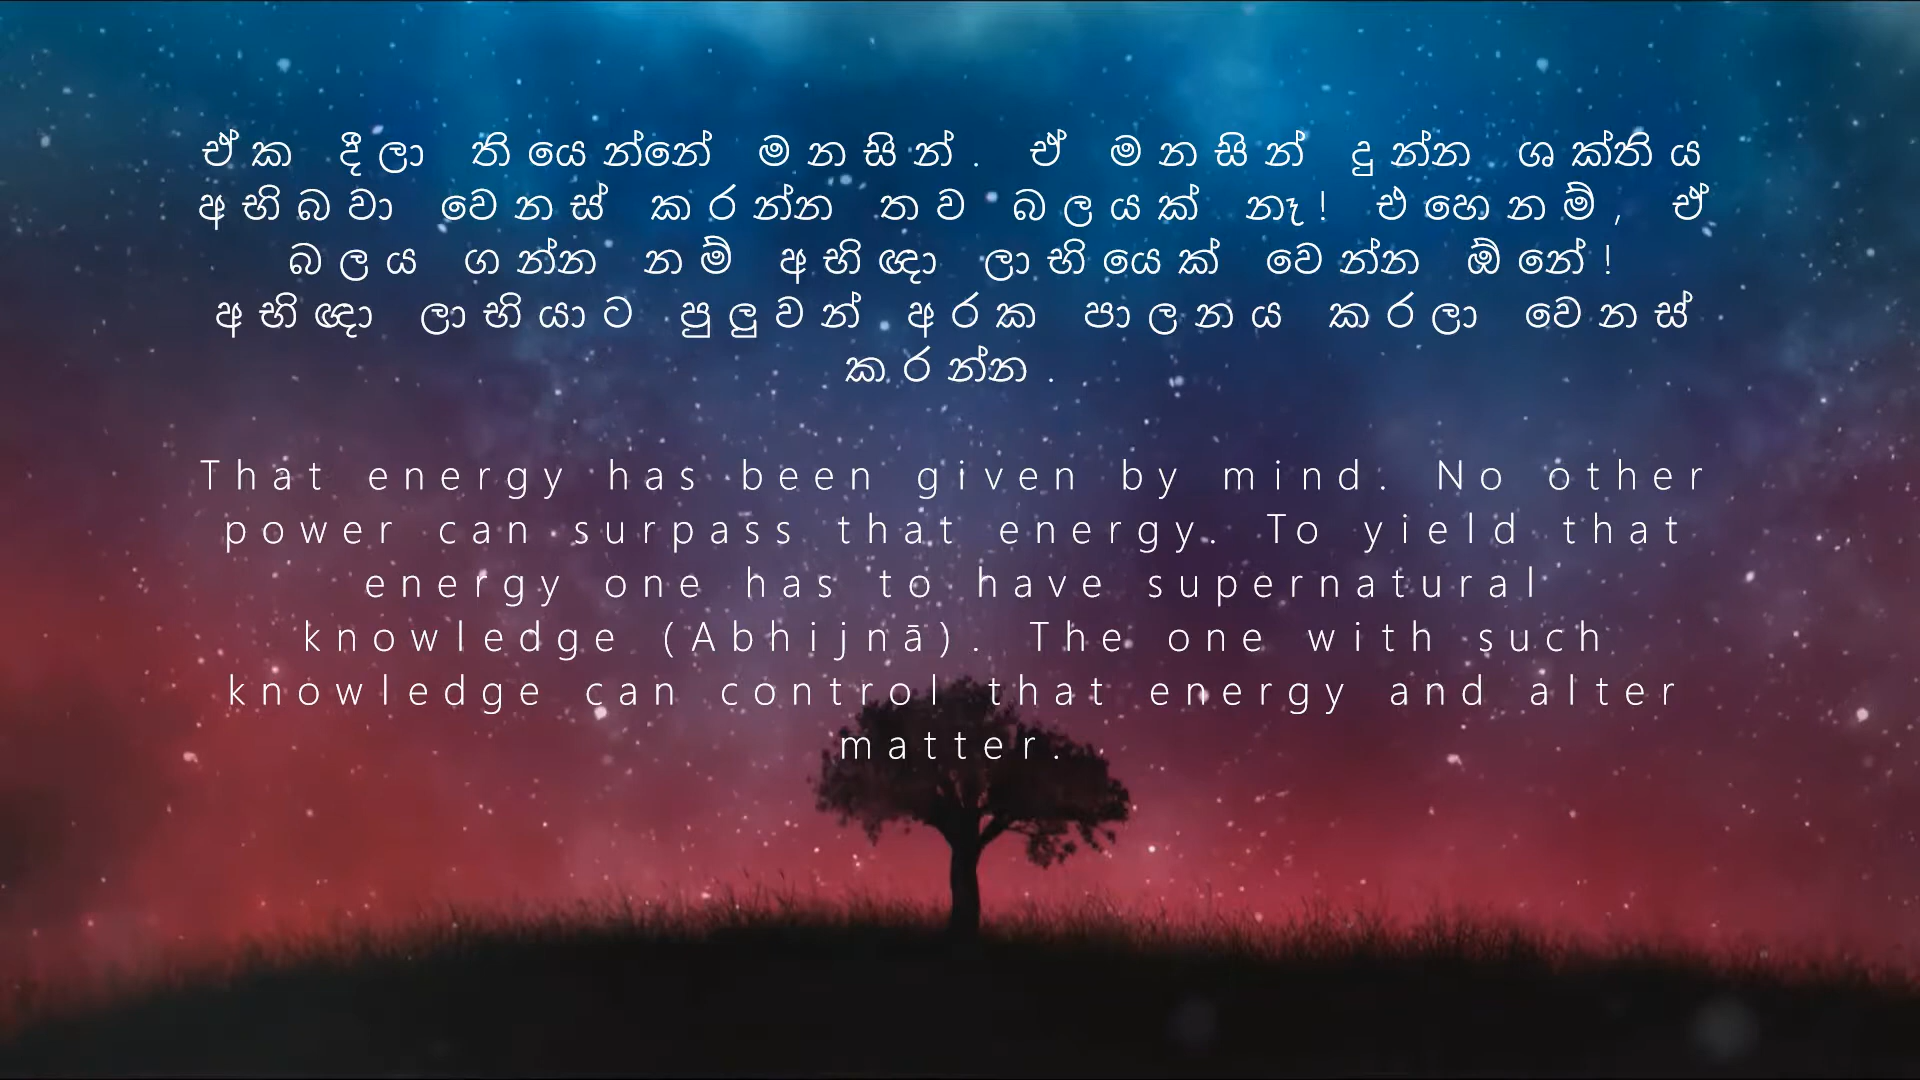 ඒක දීලා තියෙන්නේ මනසින්. ඒ මනසින් දුන්න ශක්තිය
අභිබවා වෙනස් කරන්න තව බලයක් නෑ! එහෙනම්, ඒ
බලය ගන්න නම් අභිඥා ලාභියෙක් වෙන්න ඕනේ!
අභිඥා ලාභියාට පුලුවන් අරක පාලනය කරලා වෙනස්
කරන්න.
That energy has been given by mind. No other
power can surpass that energy. To yield that
energy one has to have supernatural
knowledge (Abhijnā). The one with such
knowledge can control that energy and alter
matter.